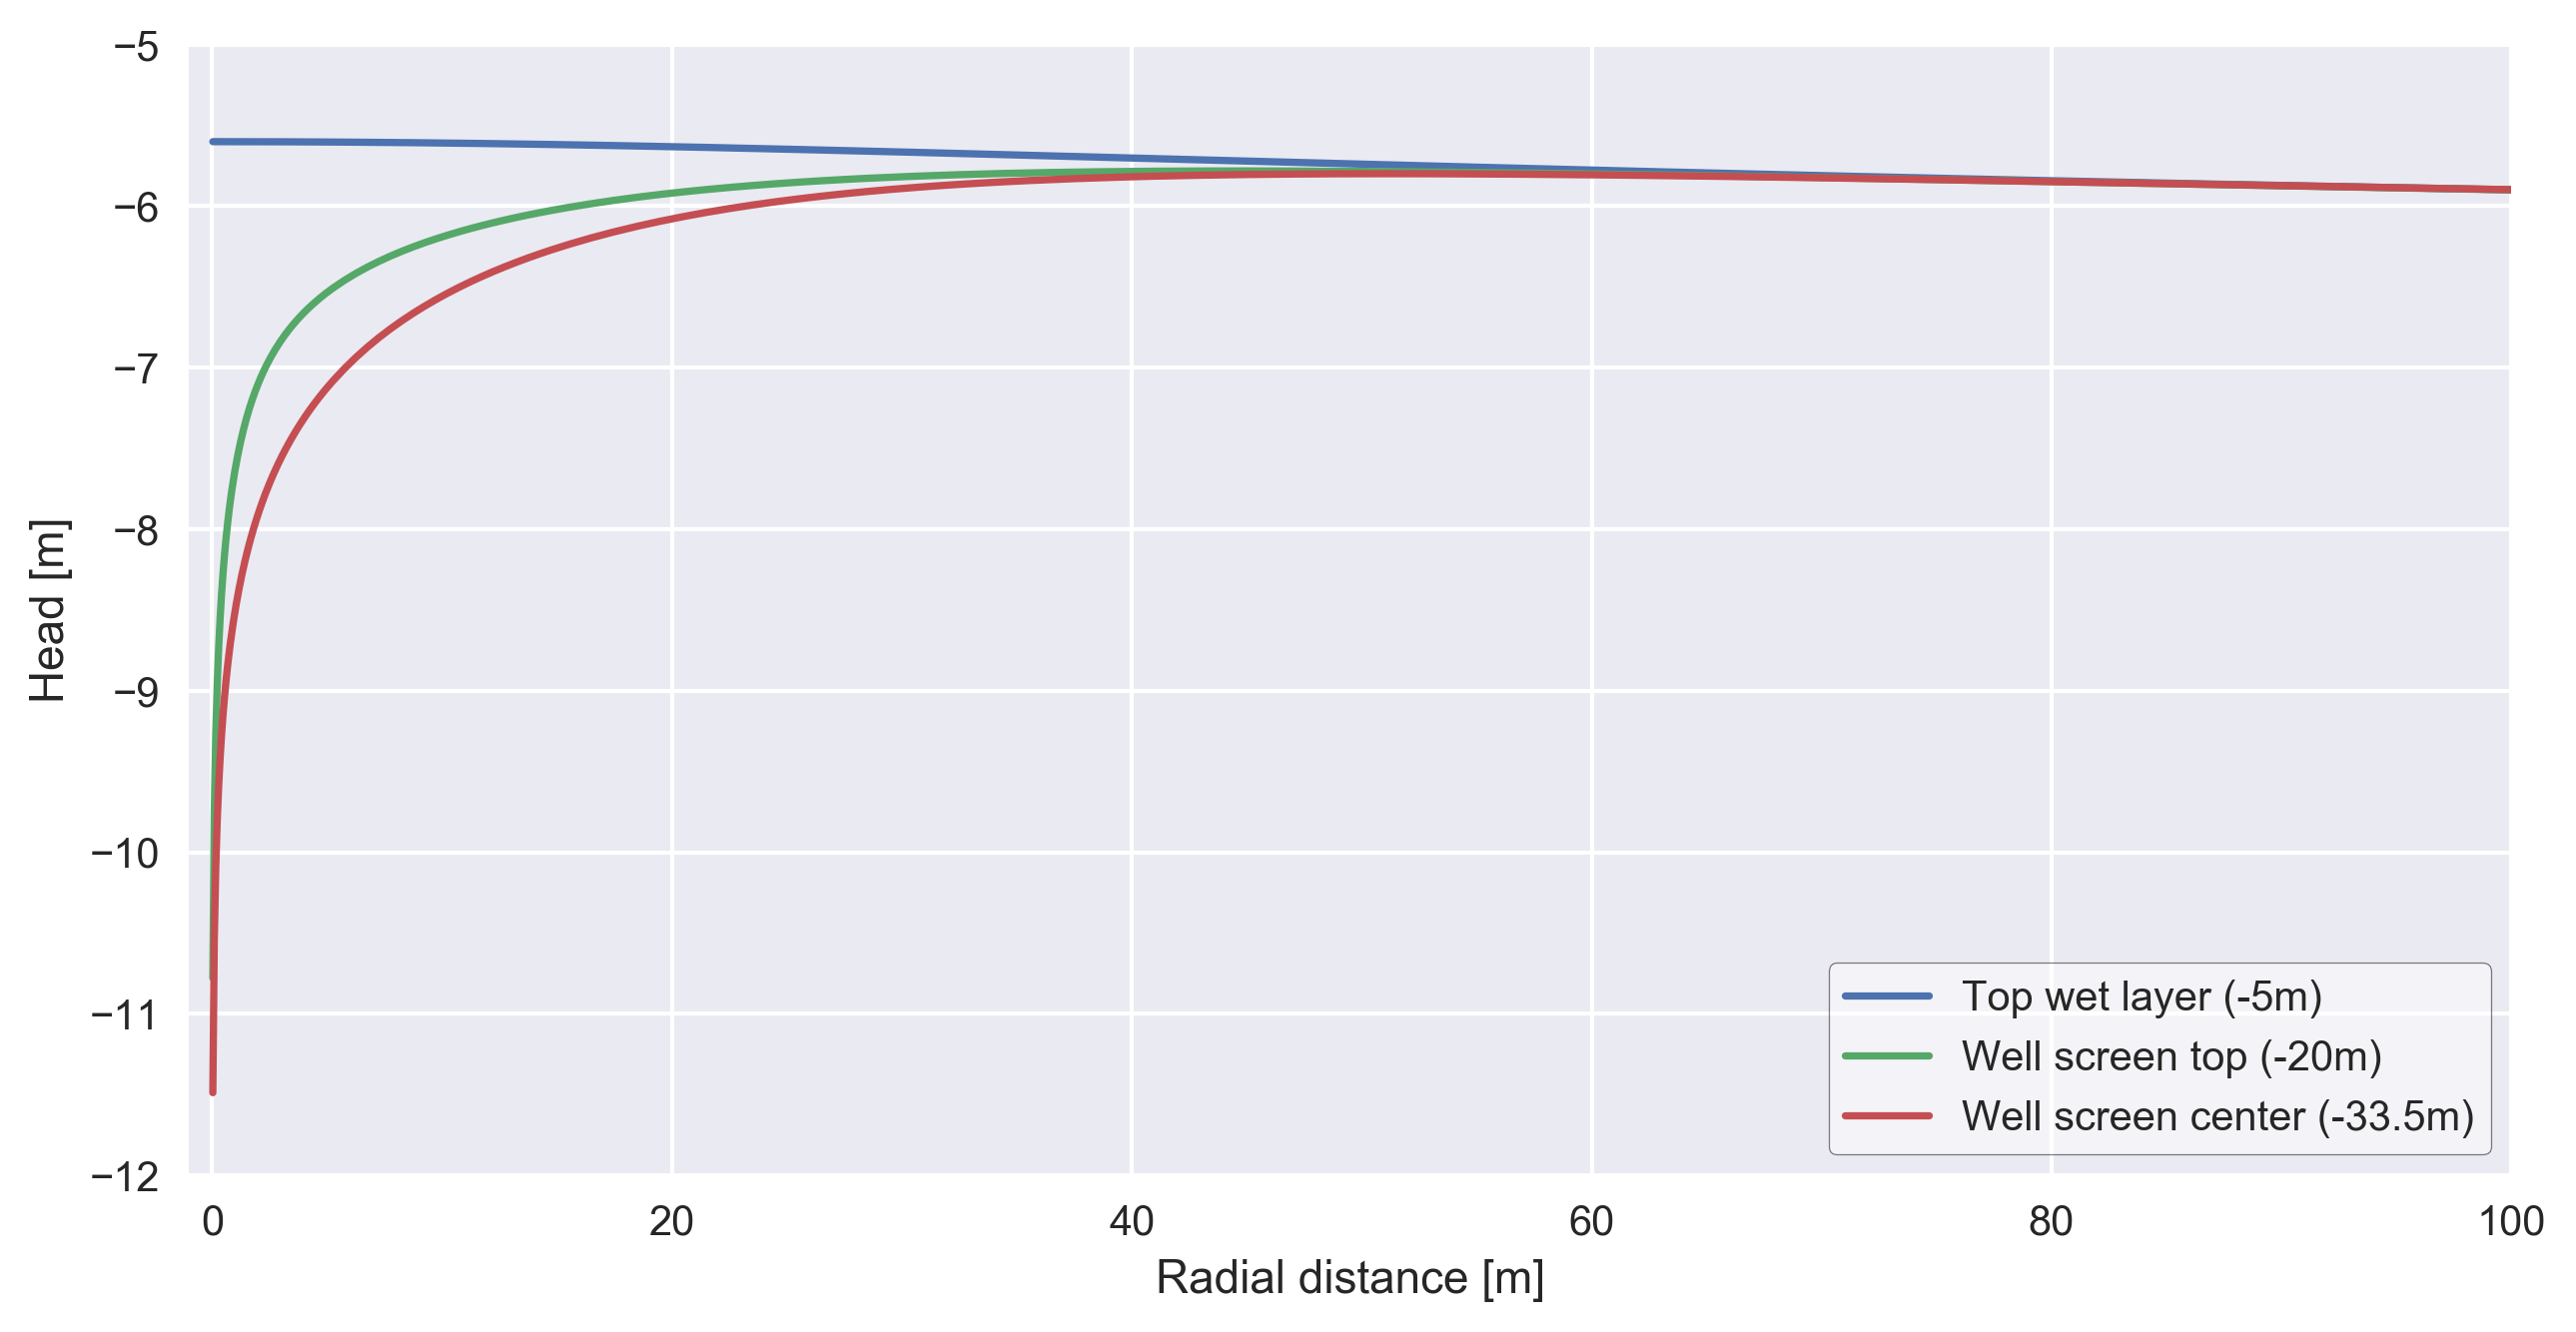 −5
−6
−7
−8
−9
−10
−11
−12
Head [m]
0 20 40 60 80 100
Radial distance [m]
Top wet layer (-5m)
Well screen top (-20m)
Well screen center (-33.5m)